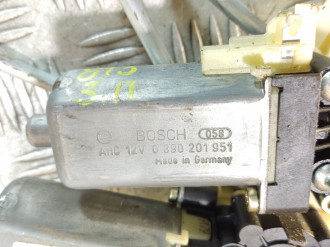 BOSCH 058
AHC 12V 0 390 201 951
Made in Germany